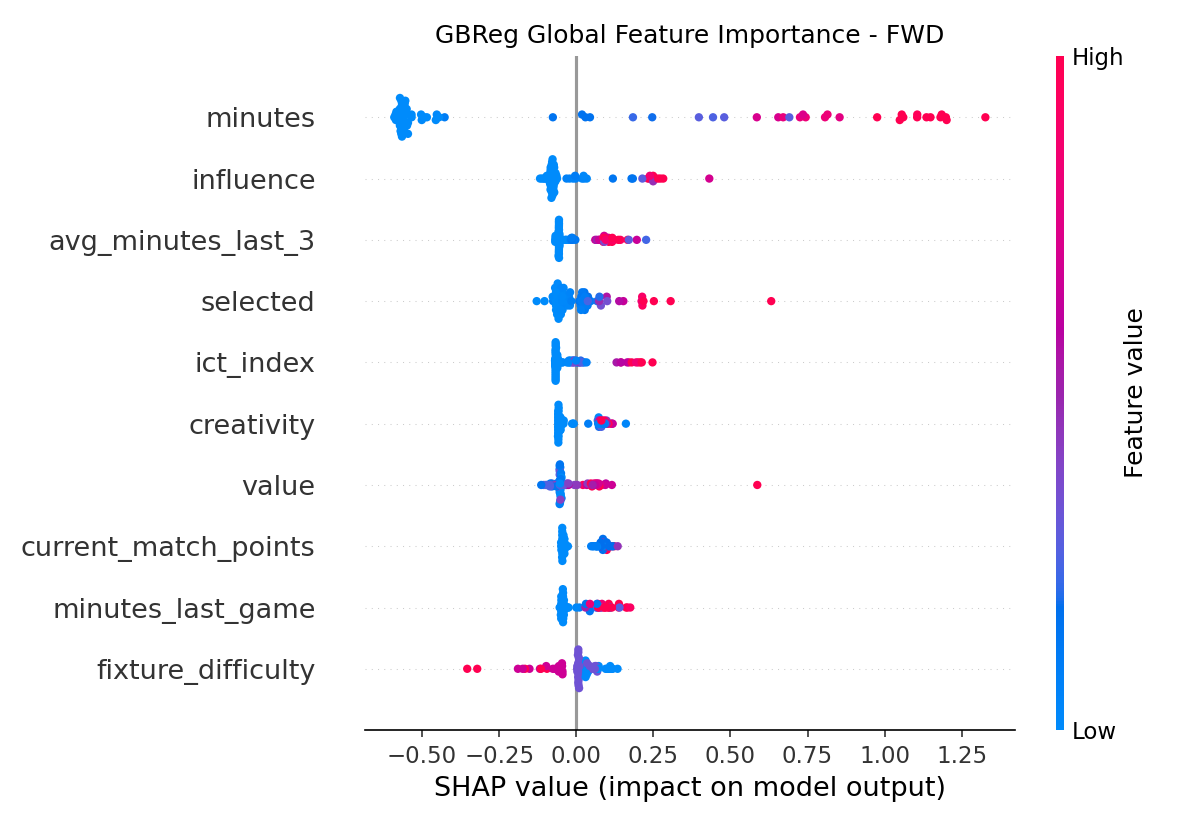 GBReg Global Feature Importance - FWD
High
minutes
influence
avg_minutes_last_3
selected
ict_index
creativity
value
current_match_points
minutes_last_game
fixture_difficulty
Feature value
Low
−0.50 −0.25 0.00 0.25 0.50 0.75 1.00 1.25
SHAP value (impact on model output)